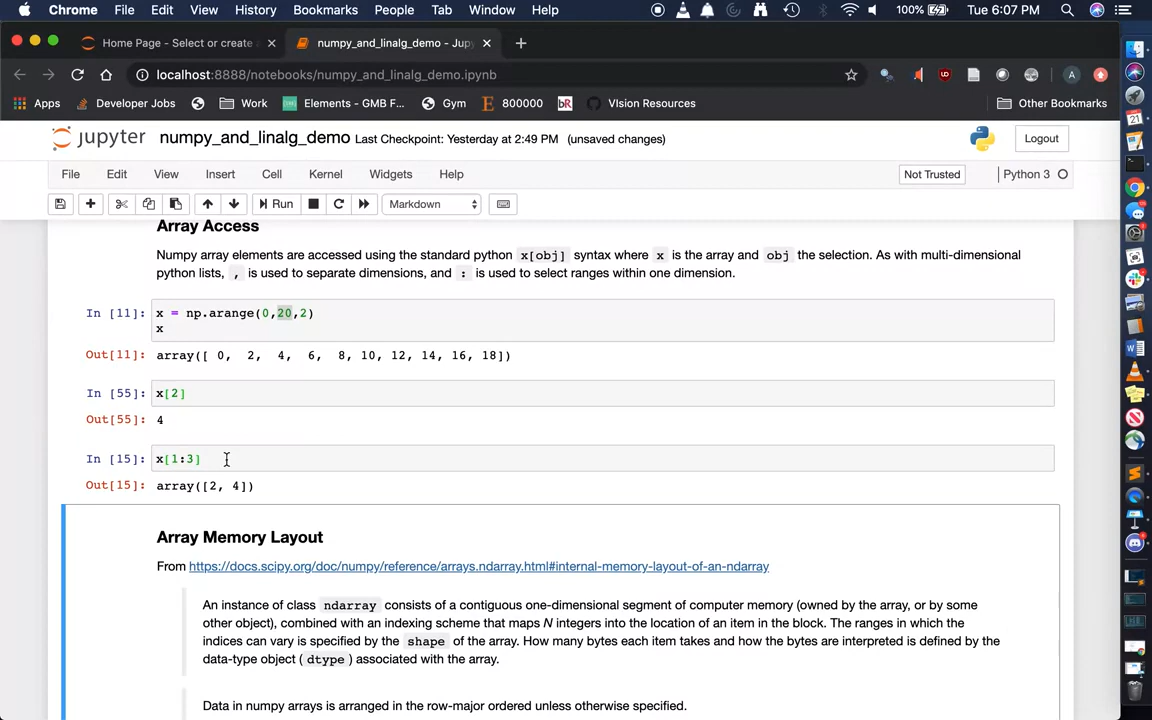 Chrome File Edit View History Bookmarks People Tab Window Help 100% Tue 6:07 PM
Home Page - Select or create numpy_and_linalg_demo - Jupy
localhost:8888/notebooks/numpy_and_linalg_demo.ipynb
Apps Developer Jobs Work Elements - GMB F... Gym 800000 bR VIsion Resources Other Bookmarks
jupyter numpy_and_linalg_demo Last Checkpoint: Yesterday at 2:49 PM (unsaved changes) Logout
File Edit View Insert Cell Kernel Widgets Help Not Trusted Python 3
Run Markdown
Array Access
Numpy array elements are accessed using the standard python x[obj] syntax where x is the array and obj the selection. As with multi-dimensional
python lists, , is used to separate dimensions, and : is used to select ranges within one dimension.
In [11]: x = np.arange(0,20,2)
x
Out[11]: array([ 0, 2, 4, 6, 8, 10, 12, 14, 16, 18])
In [55]: x[2]
Out[55]: 4
In [15]: x[1:3]
Out[15]: array([2, 4])
Array Memory Layout
From https://docs.scipy.org/doc/numpy/reference/arrays.ndarray.html#internal-memory-layout-of-an-ndarray
An instance of class ndarray consists of a contiguous one-dimensional segment of computer memory (owned by the array, or by some
other object), combined with an indexing scheme that maps N integers into the location of an item in the block. The ranges in which the
indices can vary is specified by the shape of the array. How many bytes each item takes and how the bytes are interpreted is defined by the
data-type object ( dtype ) associated with the array.
Data in numpy arrays is arranged in the row-major ordered unless otherwise specified.